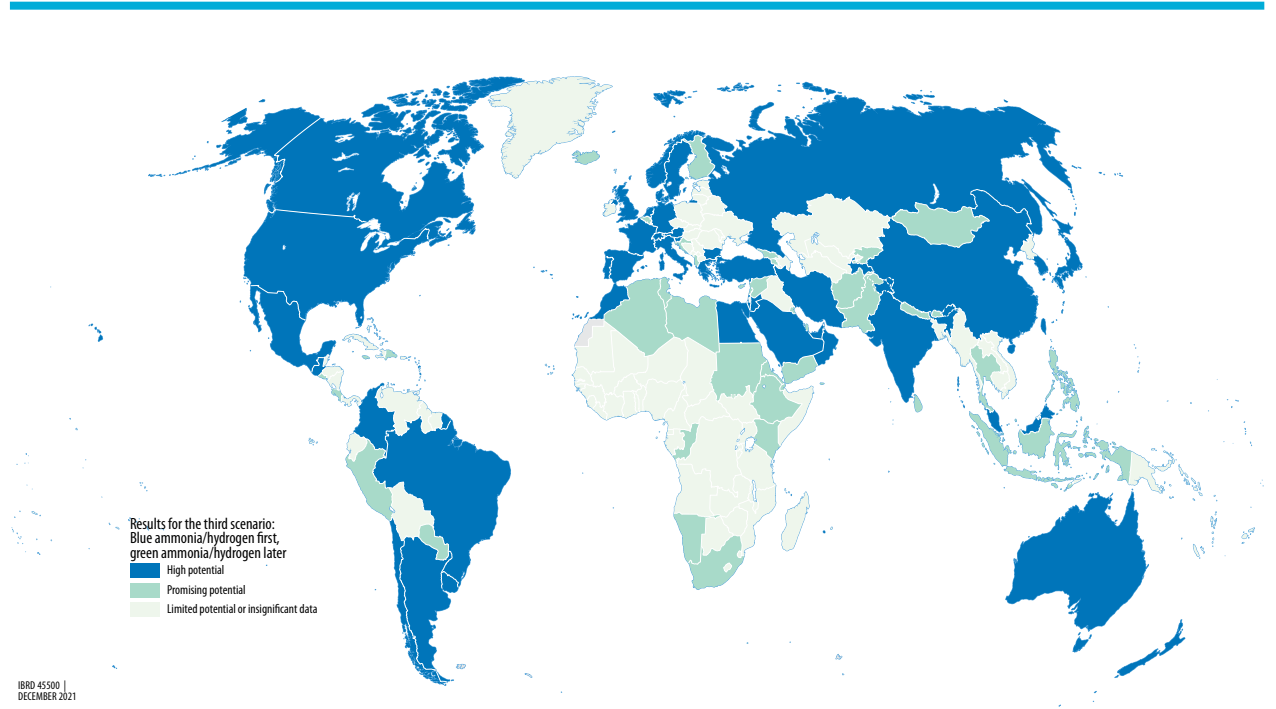 Results for the third scenario:
Blue ammonia/hydrogen first,
green ammonia/hydrogen later
High potential
Promising potential
Limited potential or insignificant data
IBRD 45500 |
DECEMBER 2021